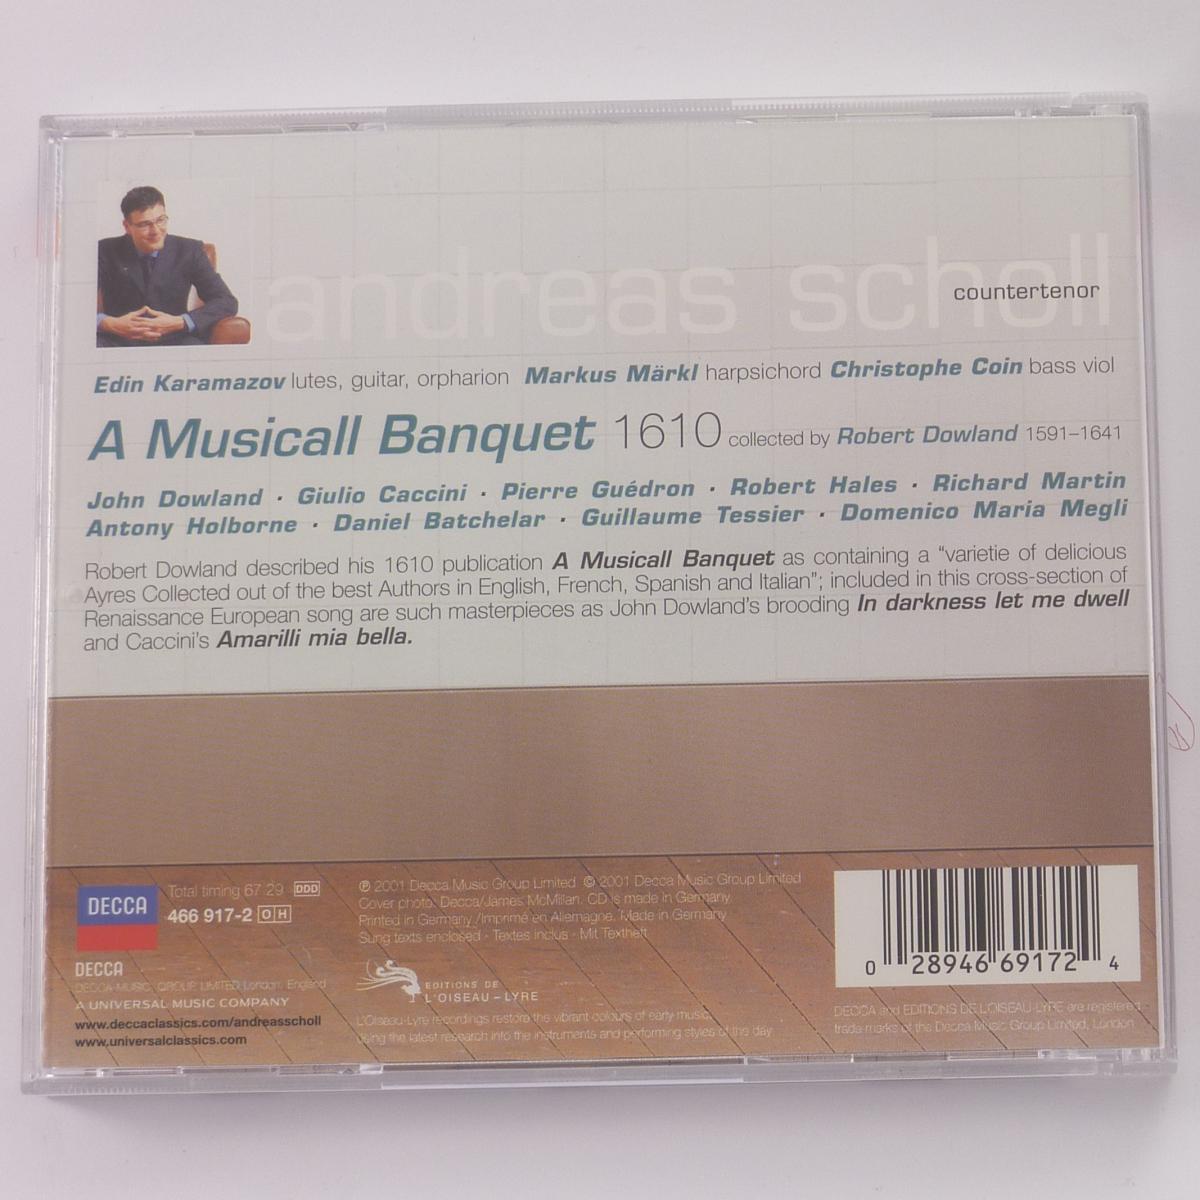 andreas scholl
countertenor
Edin Karamazov lutes, guitar, orpharion Markus Märkl harpsichord Christophe Coin bass viol
A Musicall Banquet 1610 collected by Robert Dowland 1591–1641
John Dowland · Giulio Caccini · Pierre Guédron · Robert Hales · Richard Martin
Antony Holborne · Daniel Batchelar · Guillaume Tessier · Domenico Maria Megli
Robert Dowland described his 1610 publication A Musicall Banquet as containing a "varietie of delicious
Ayres Collected out of the best Authors in English, French, Spanish and Italian"; included in this cross-section of
Renaissance European song are such masterpieces as John Dowland's brooding In darkness let me dwell
and Caccini's Amarilli mia bella.
DECCA
Total timing 67.29 DDD
466 917-2 OH
DECCA
DECCA MUSIC GROUP LIMITED London, England
A UNIVERSAL MUSIC COMPANY
www.deccaclassics.com/andreasscholl
www.universalclassics.com
℗ 2001 Decca Music Group Limited © 2001 Decca Music Group Limited
Cover photo: Decca/James McMillan. CD is made in Germany.
Printed in Germany/Imprimé en Allemagne. Made in Germany
Sung texts enclosed · Textes inclus · Mit Textheft
EDITIONS DE
L'OISEAU-LYRE
L'Oiseau-Lyre recordings restore the vibrant colours of early music,
using the latest research into the instruments and performing styles of the day
0 28946 69172 4
DECCA and EDITIONS DE L'OISEAU-LYRE are registered
trade marks of the Decca Music Group Limited, London